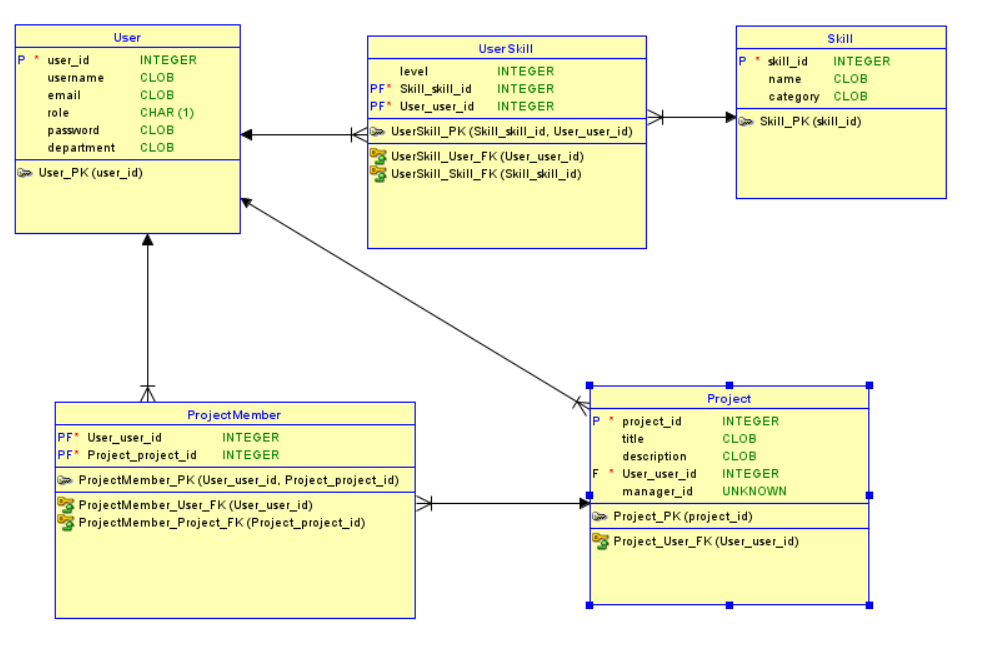 User
P * user_id INTEGER
username CLOB
email CLOB
role CHAR (1)
password CLOB
department CLOB
User_PK (user_id)
UserSkill
level INTEGER
PF* Skill_skill_id INTEGER
PF* User_user_id INTEGER
UserSkill_PK (Skill_skill_id, User_user_id)
UserSkill_User_FK (User_user_id)
UserSkill_Skill_FK (Skill_skill_id)
Skill
P * skill_id INTEGER
name CLOB
category CLOB
Skill_PK (skill_id)
ProjectMember
PF* User_user_id INTEGER
PF* Project_project_id INTEGER
ProjectMember_PK (User_user_id, Project_project_id)
ProjectMember_User_FK (User_user_id)
ProjectMember_Project_FK (Project_project_id)
Project
P * project_id INTEGER
title CLOB
description CLOB
F * User_user_id INTEGER
manager_id UNKNOWN
Project_PK (project_id)
Project_User_FK (User_user_id)